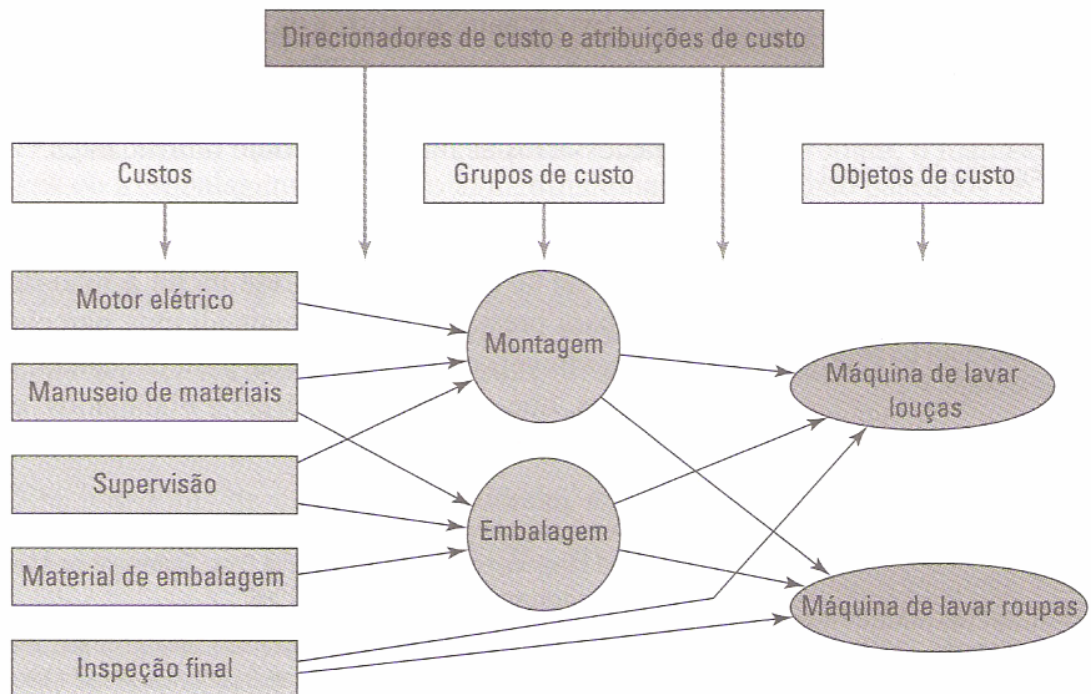 Direcionadores de custo e atribuições de custo
Custos
Grupos de custo
Objetos de custo
Motor elétrico
Manuseio de materiais
Supervisão
Material de embalagem
Inspeção final
Montagem
Embalagem
Máquina de lavar
louças
Máquina de lavar roupas